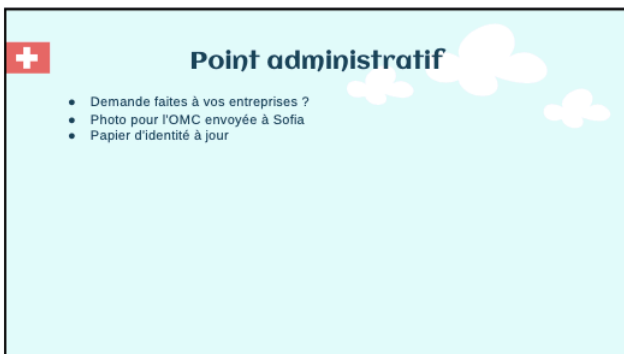 Point administratif
● Demande faites à vos entreprises ?
● Photo pour l'OMC envoyée à Sofia
● Papier d'identité à jour